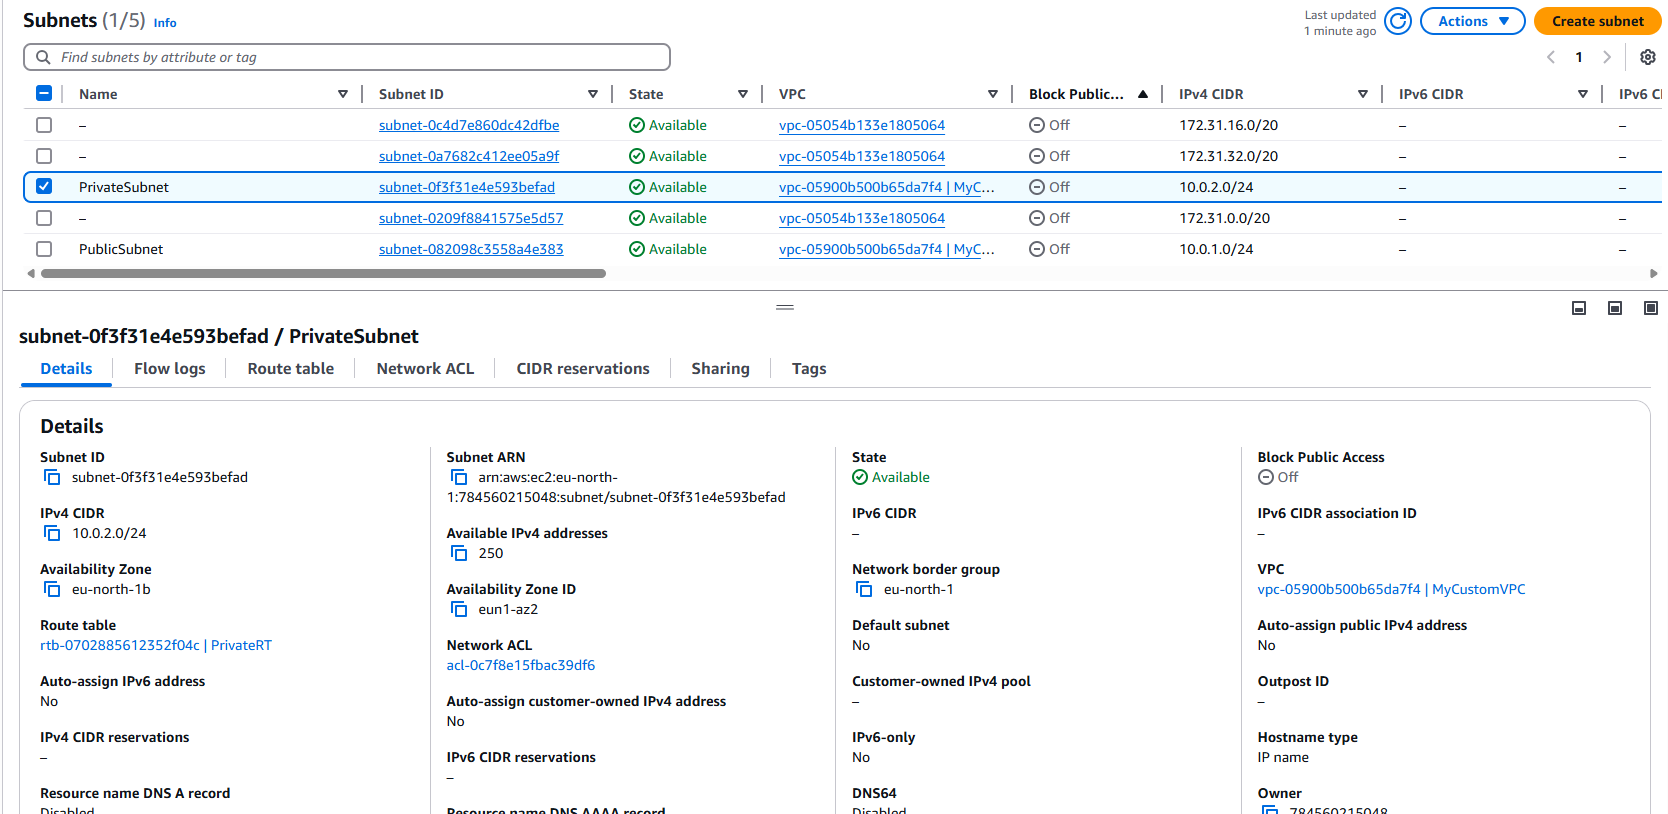 Subnets (1/5) Info
Last updated
1 minute ago
Actions
Create subnet
Find subnets by attribute or tag
1
Name Subnet ID State VPC Block Public... IPv4 CIDR IPv6 CIDR IPv6 CI
– subnet-0c4d7e860dc42dfbe Available vpc-05054b133e1805064 Off 172.31.16.0/20 – –
– subnet-0a7682c412ee05a9f Available vpc-05054b133e1805064 Off 172.31.32.0/20 – –
PrivateSubnet subnet-0f3f31e4e593befad Available vpc-05900b500b65da7f4 | MyC... Off 10.0.2.0/24 – –
– subnet-0209f8841575e5d57 Available vpc-05054b133e1805064 Off 172.31.0.0/20 – –
PublicSubnet subnet-082098c3558a4e383 Available vpc-05900b500b65da7f4 | MyC... Off 10.0.1.0/24 – –
subnet-0f3f31e4e593befad / PrivateSubnet
Details Flow logs Route table Network ACL CIDR reservations Sharing Tags
Details
Subnet ID
subnet-0f3f31e4e593befad
IPv4 CIDR
10.0.2.0/24
Availability Zone
eu-north-1b
Route table
rtb-0702885612352f04c | PrivateRT
Auto-assign IPv6 address
No
IPv4 CIDR reservations
–
Resource name DNS A record
Disabled
Subnet ARN
arn:aws:ec2:eu-north-
1:784560215048:subnet/subnet-0f3f31e4e593befad
Available IPv4 addresses
250
Availability Zone ID
eun1-az2
Network ACL
acl-0c7f8e15fbac39df6
Auto-assign customer-owned IPv4 address
No
IPv6 CIDR reservations
–
Resource name DNS AAAA record
State
Available
IPv6 CIDR
–
Network border group
eu-north-1
Default subnet
No
Customer-owned IPv4 pool
–
IPv6-only
No
DNS64
Disabled
Block Public Access
Off
IPv6 CIDR association ID
–
VPC
vpc-05900b500b65da7f4 | MyCustomVPC
Auto-assign public IPv4 address
No
Outpost ID
–
Hostname type
IP name
Owner
784560215048